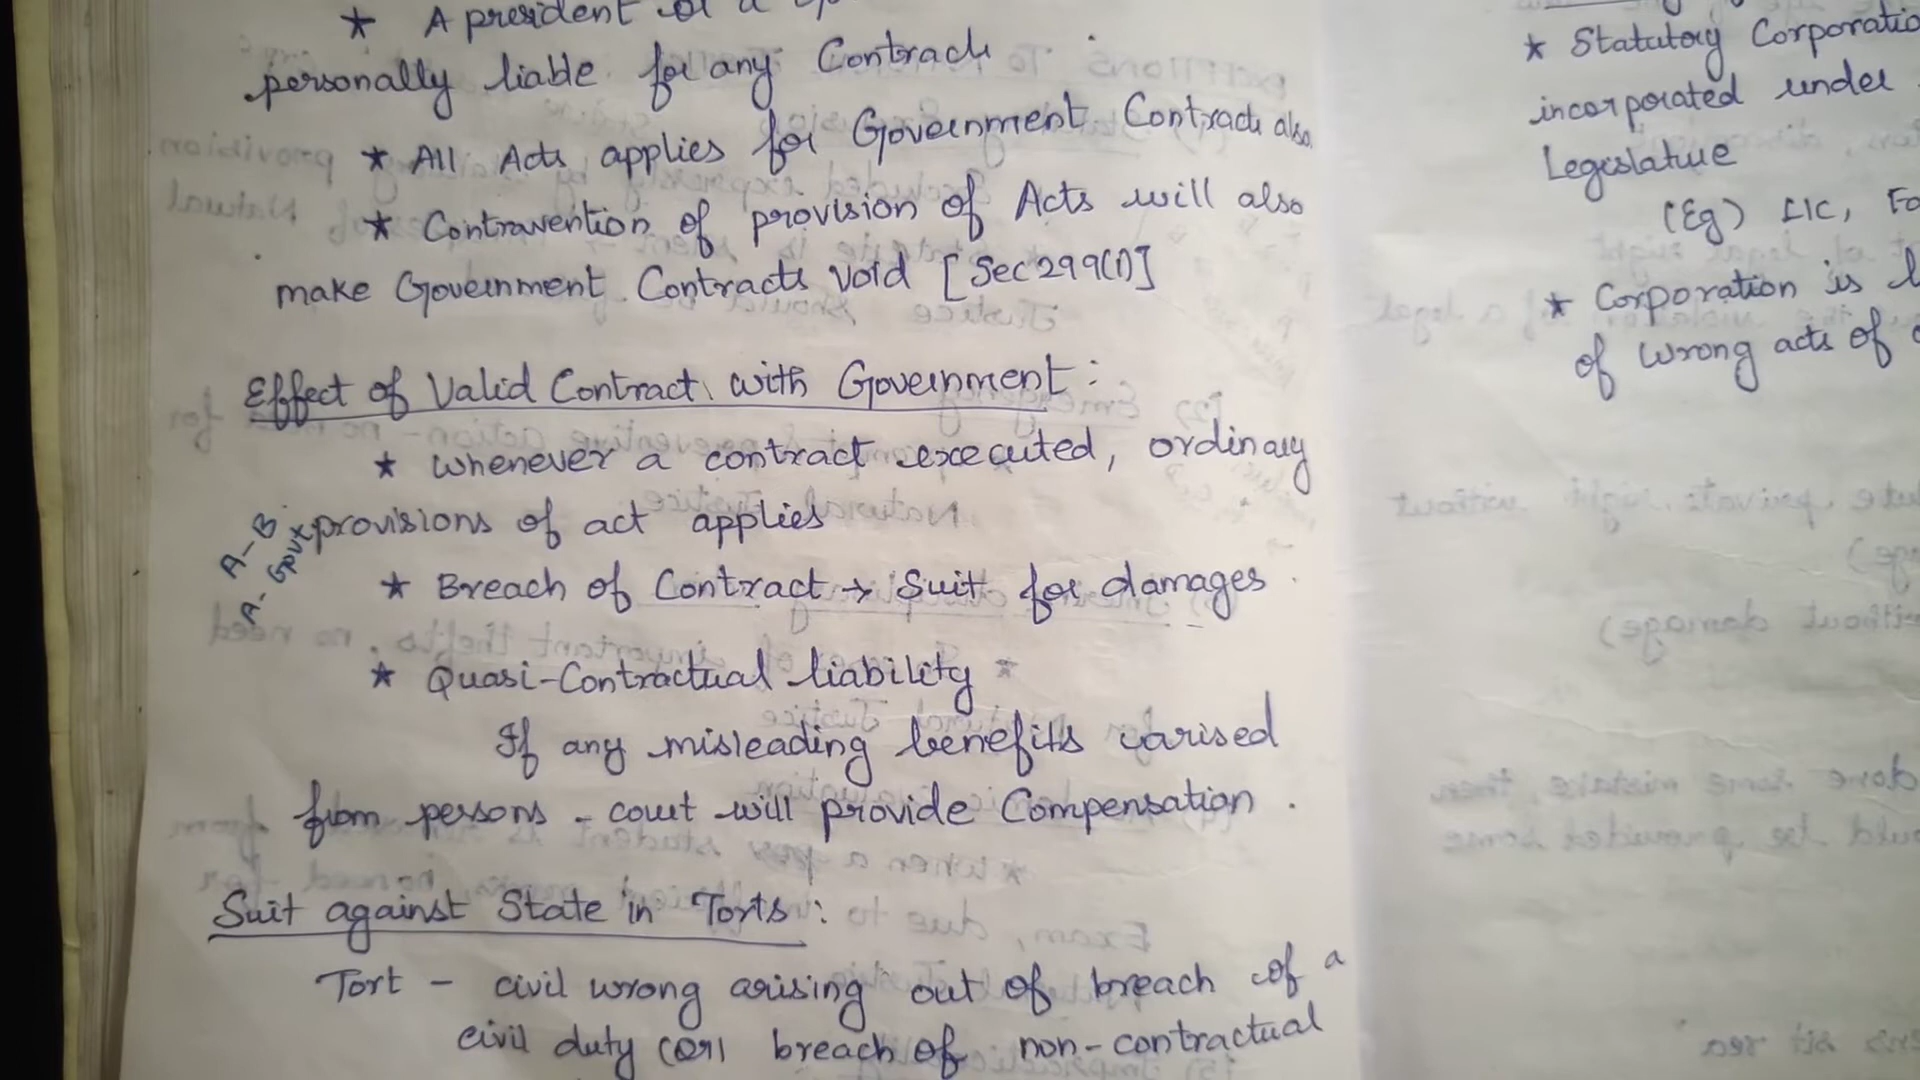 * A president of a
personally liable for any Contract
* All Acts applies for Government Contracts also
* Contravention of provision of Acts will also
make Government Contracts void [Sec 299(1)]
Effect of Valid Contract with Government :
* Whenever a contract executed, ordinary
provisions of act applies
A - B
A - Govt
* Breach of Contract → Suit for damages
* Quasi-Contractual liability
If any misleading benefits arised
from persons - court will provide Compensation .
Suit against State in Torts :
Tort - civil wrong arising out of breach of a
civil duty (or) breach of non-contractual
* Statutory Corporatio
incorporated under
Legislature
(Eg) LIC,
* Corporation is
of wrong acts of